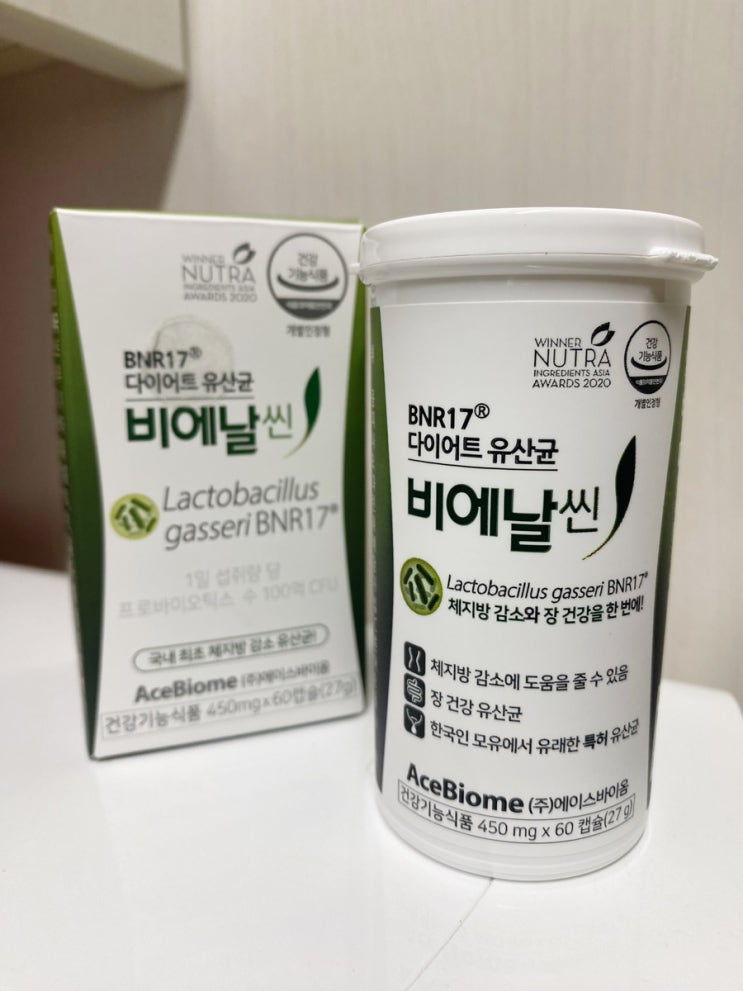 WINNER
NUTRA
INGREDIENTS ASIA
AWARDS 2020
건강
기능식품
개별인정형
BNR17®
다이어트 유산균
비에날씬
Lactobacillus
gasseri BNR17®
1일 섭취량 당
프로바이오틱스 수 100억 CFU
국내 최초 체지방 감소 유산균!
AceBiome (주)에이스바이옴
건강기능식품 450mg x 60캡슐(27g)
WINNER
NUTRA
INGREDIENTS ASIA
AWARDS 2020
건강
기능식품
개별인정형
BNR17®
다이어트 유산균
비에날씬
Lactobacillus gasseri BNR17®
체지방 감소와 장 건강을 한 번에!
체지방 감소에 도움을 줄 수 있음
장 건강 유산균
한국인 모유에서 유래한 특허 유산균
AceBiome (주)에이스바이옴
건강기능식품 450 mg x 60 캡슐(27 g)